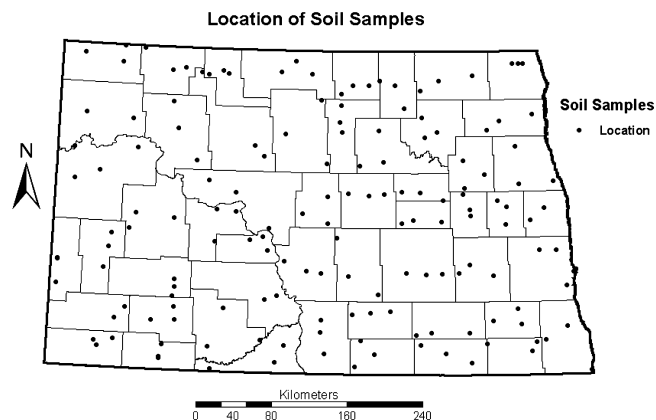 Location of Soil Samples
Soil Samples
Location
N
Kilometers
0 40 80 160 240